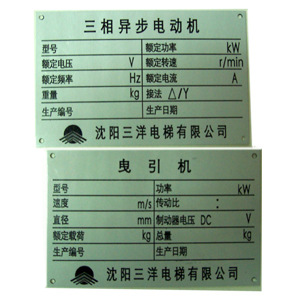 三相异步电动机
型号 额定功率 kW
额定电压 V 额定转速 r/min
额定频率 Hz 额定电流 A
重量 kg 接法 △/Y
生产编号 生产日期
沈阳三洋电梯有限公司
曳引机
型号 功率 kW
速度 m/s 传动比 :
直径 mm 制动器电压 DC V
额定载荷 kg 总量 kg
生产编号 生产日期
沈阳三洋电梯有限公司